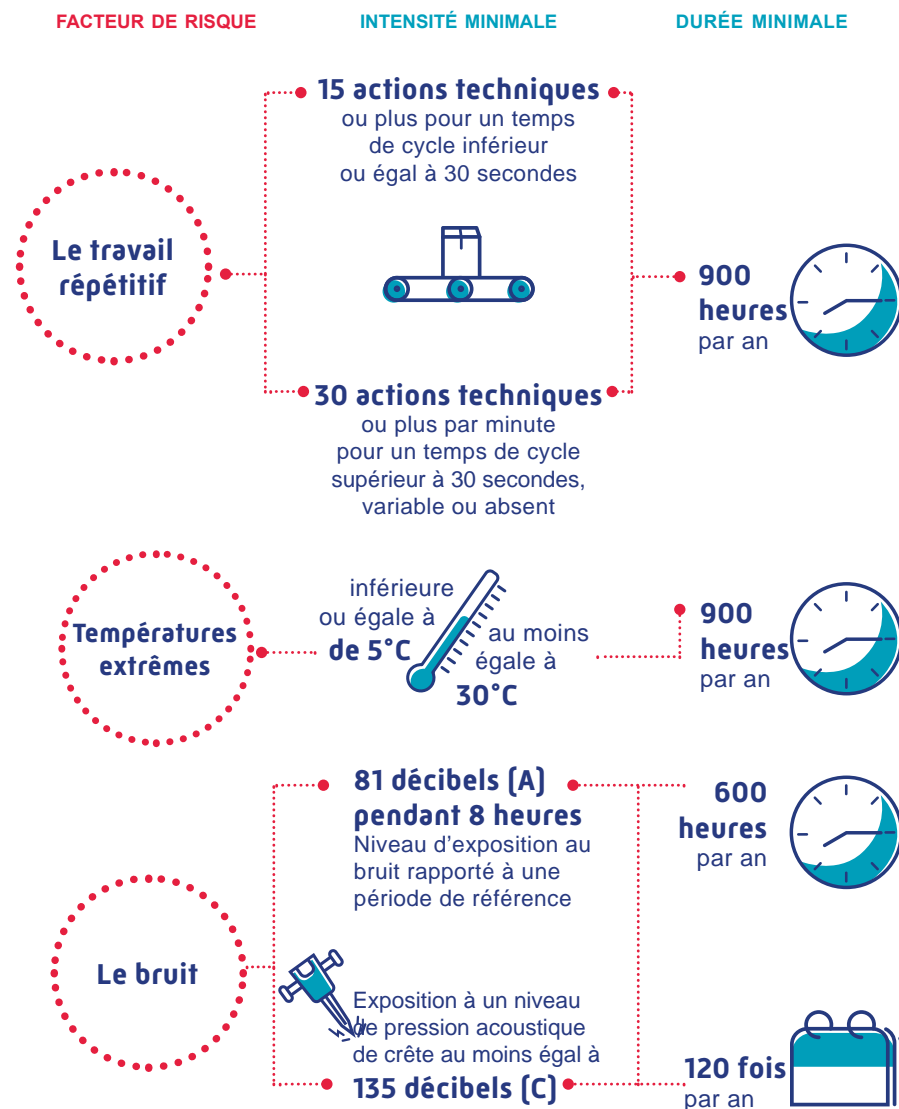 FACTEUR DE RISQUE
INTENSITÉ MINIMALE
DURÉE MINIMALE
Le travail
répétitif
15 actions techniques
ou plus pour un temps
de cycle inférieur
ou égal à 30 secondes
30 actions techniques
ou plus par minute
pour un temps de cycle
supérieur à 30 secondes,
variable ou absent
900
heures
par an
Températures
extrêmes
inférieure
ou égale à
de 5°C
au moins
égale à
30°C
900
heures
par an
Le bruit
81 décibels (A)
pendant 8 heures
Niveau d'exposition au
bruit rapporté à une
période de référence
600
heures
par an
Exposition à un niveau
de pression acoustique
de crête au moins égal à
135 décibels (C)
120 fois
par an